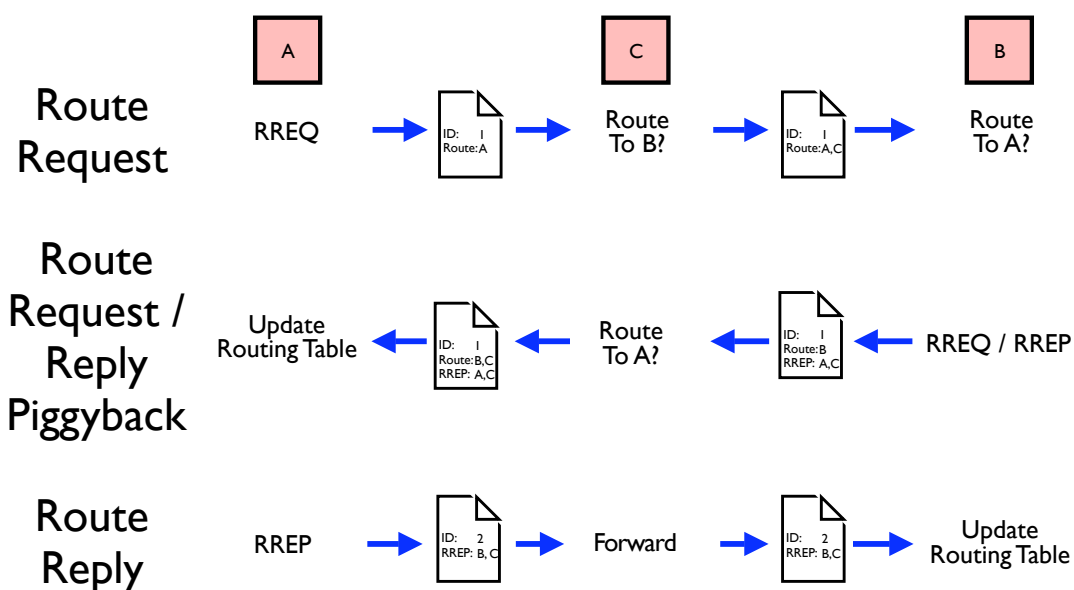 A
C
B
Route
Request
RREQ
ID: 1
Route:A
Route
To B?
ID: 1
Route:A,C
Route
To A?
Route
Request /
Reply
Piggyback
Update
Routing Table
ID: 1
Route:B,C
RREP: A,C
Route
To A?
ID: 1
Route:B
RREP: A,C
RREQ / RREP
Route
Reply
RREP
ID: 2
RREP: B, C
Forward
ID: 2
RREP: B,C
Update
Routing Table